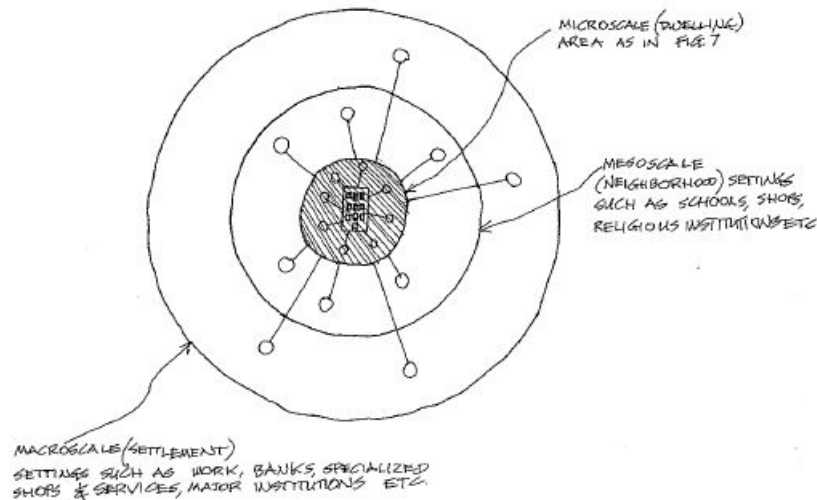 MICROSCALE (DWELLING)
AREA AS IN FIG. 7
MESOSCALE
(NEIGHBORHOOD) SETTINGS
SUCH AS SCHOOLS, SHOPS,
RELIGIOUS INSTITUTIONS ETC
MACROSCALE (SETTLEMENT)
SETTINGS SUCH AS WORK, BANKS, SPECIALIZED
SHOPS & SERVICES, MAJOR INSTITUTIONS ETC.